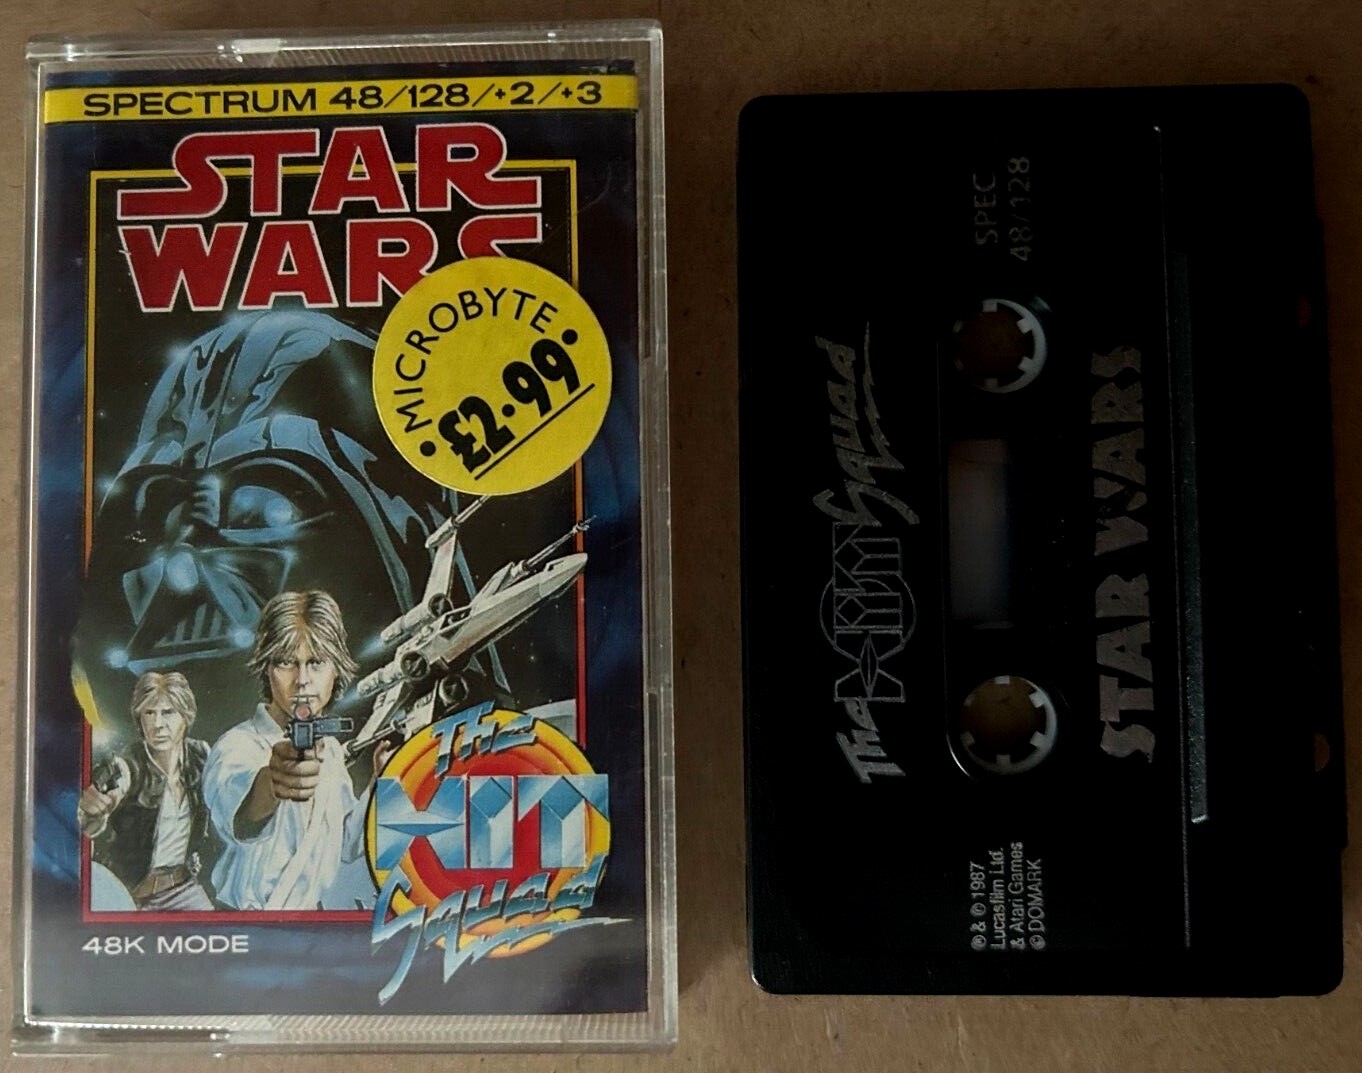 SPECTRUM 48/128/+2/+3
STAR
WARS
•MICROBYTE•
£2.99
THE
HIT
Squad
48K MODE
The HIT Squad
SPEC
48/128
STAR WARS
℗ & © 1987
Lucasfilm Ltd.
& Atari Games
© DOMARK